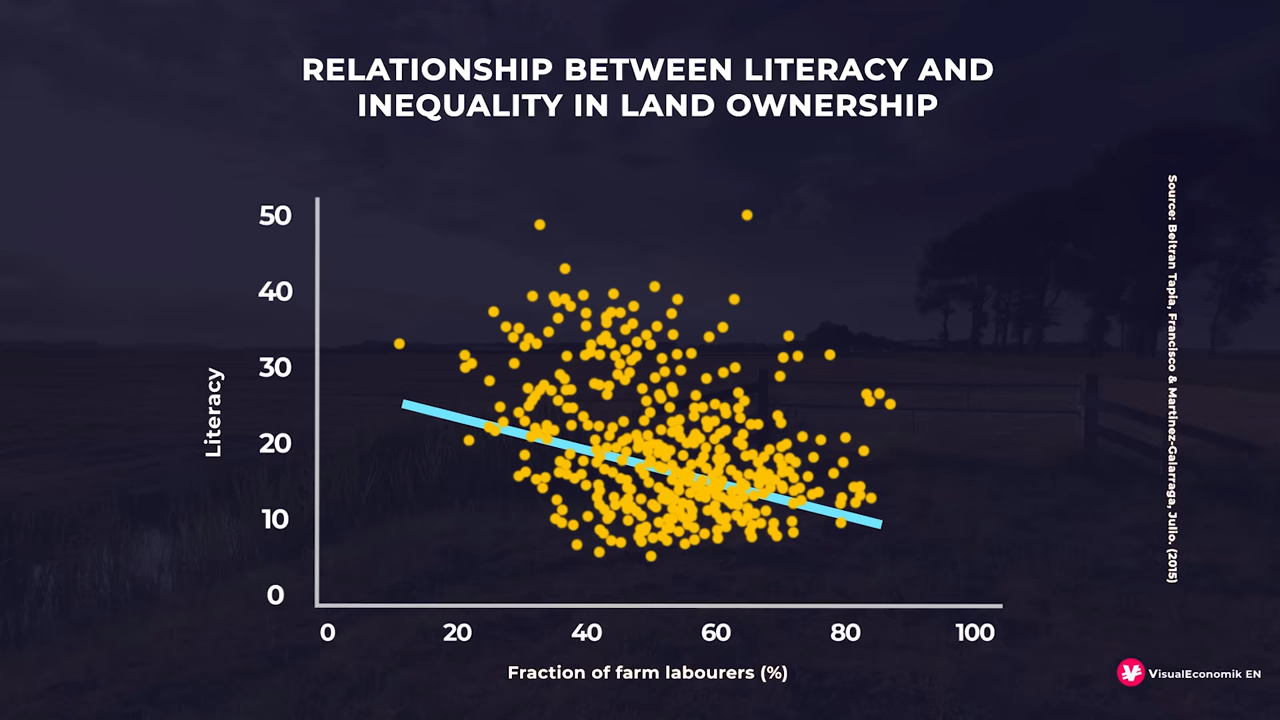 RELATIONSHIP BETWEEN LITERACY AND
INEQUALITY IN LAND OWNERSHIP
50
40
30
20
10
0
Literacy
0 20 40 60 80 100
Fraction of farm labourers (%)
Source: Beltran Tapia, Francisco & Martinez-Galarraga, Julio. (2015)
VisualEconomik EN